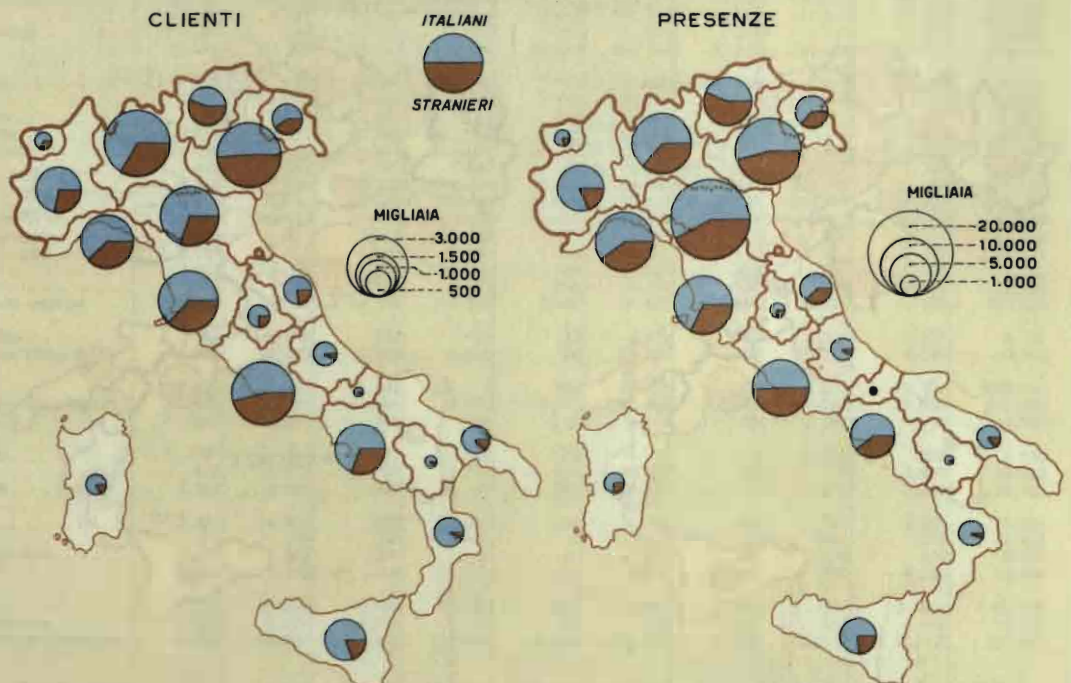 CLIENTI
ITALIANI
STRANIERI
PRESENZE
MIGLIAIA
3.000
1.500
1.000
500
MIGLIAIA
20.000
10.000
5.000
1.000